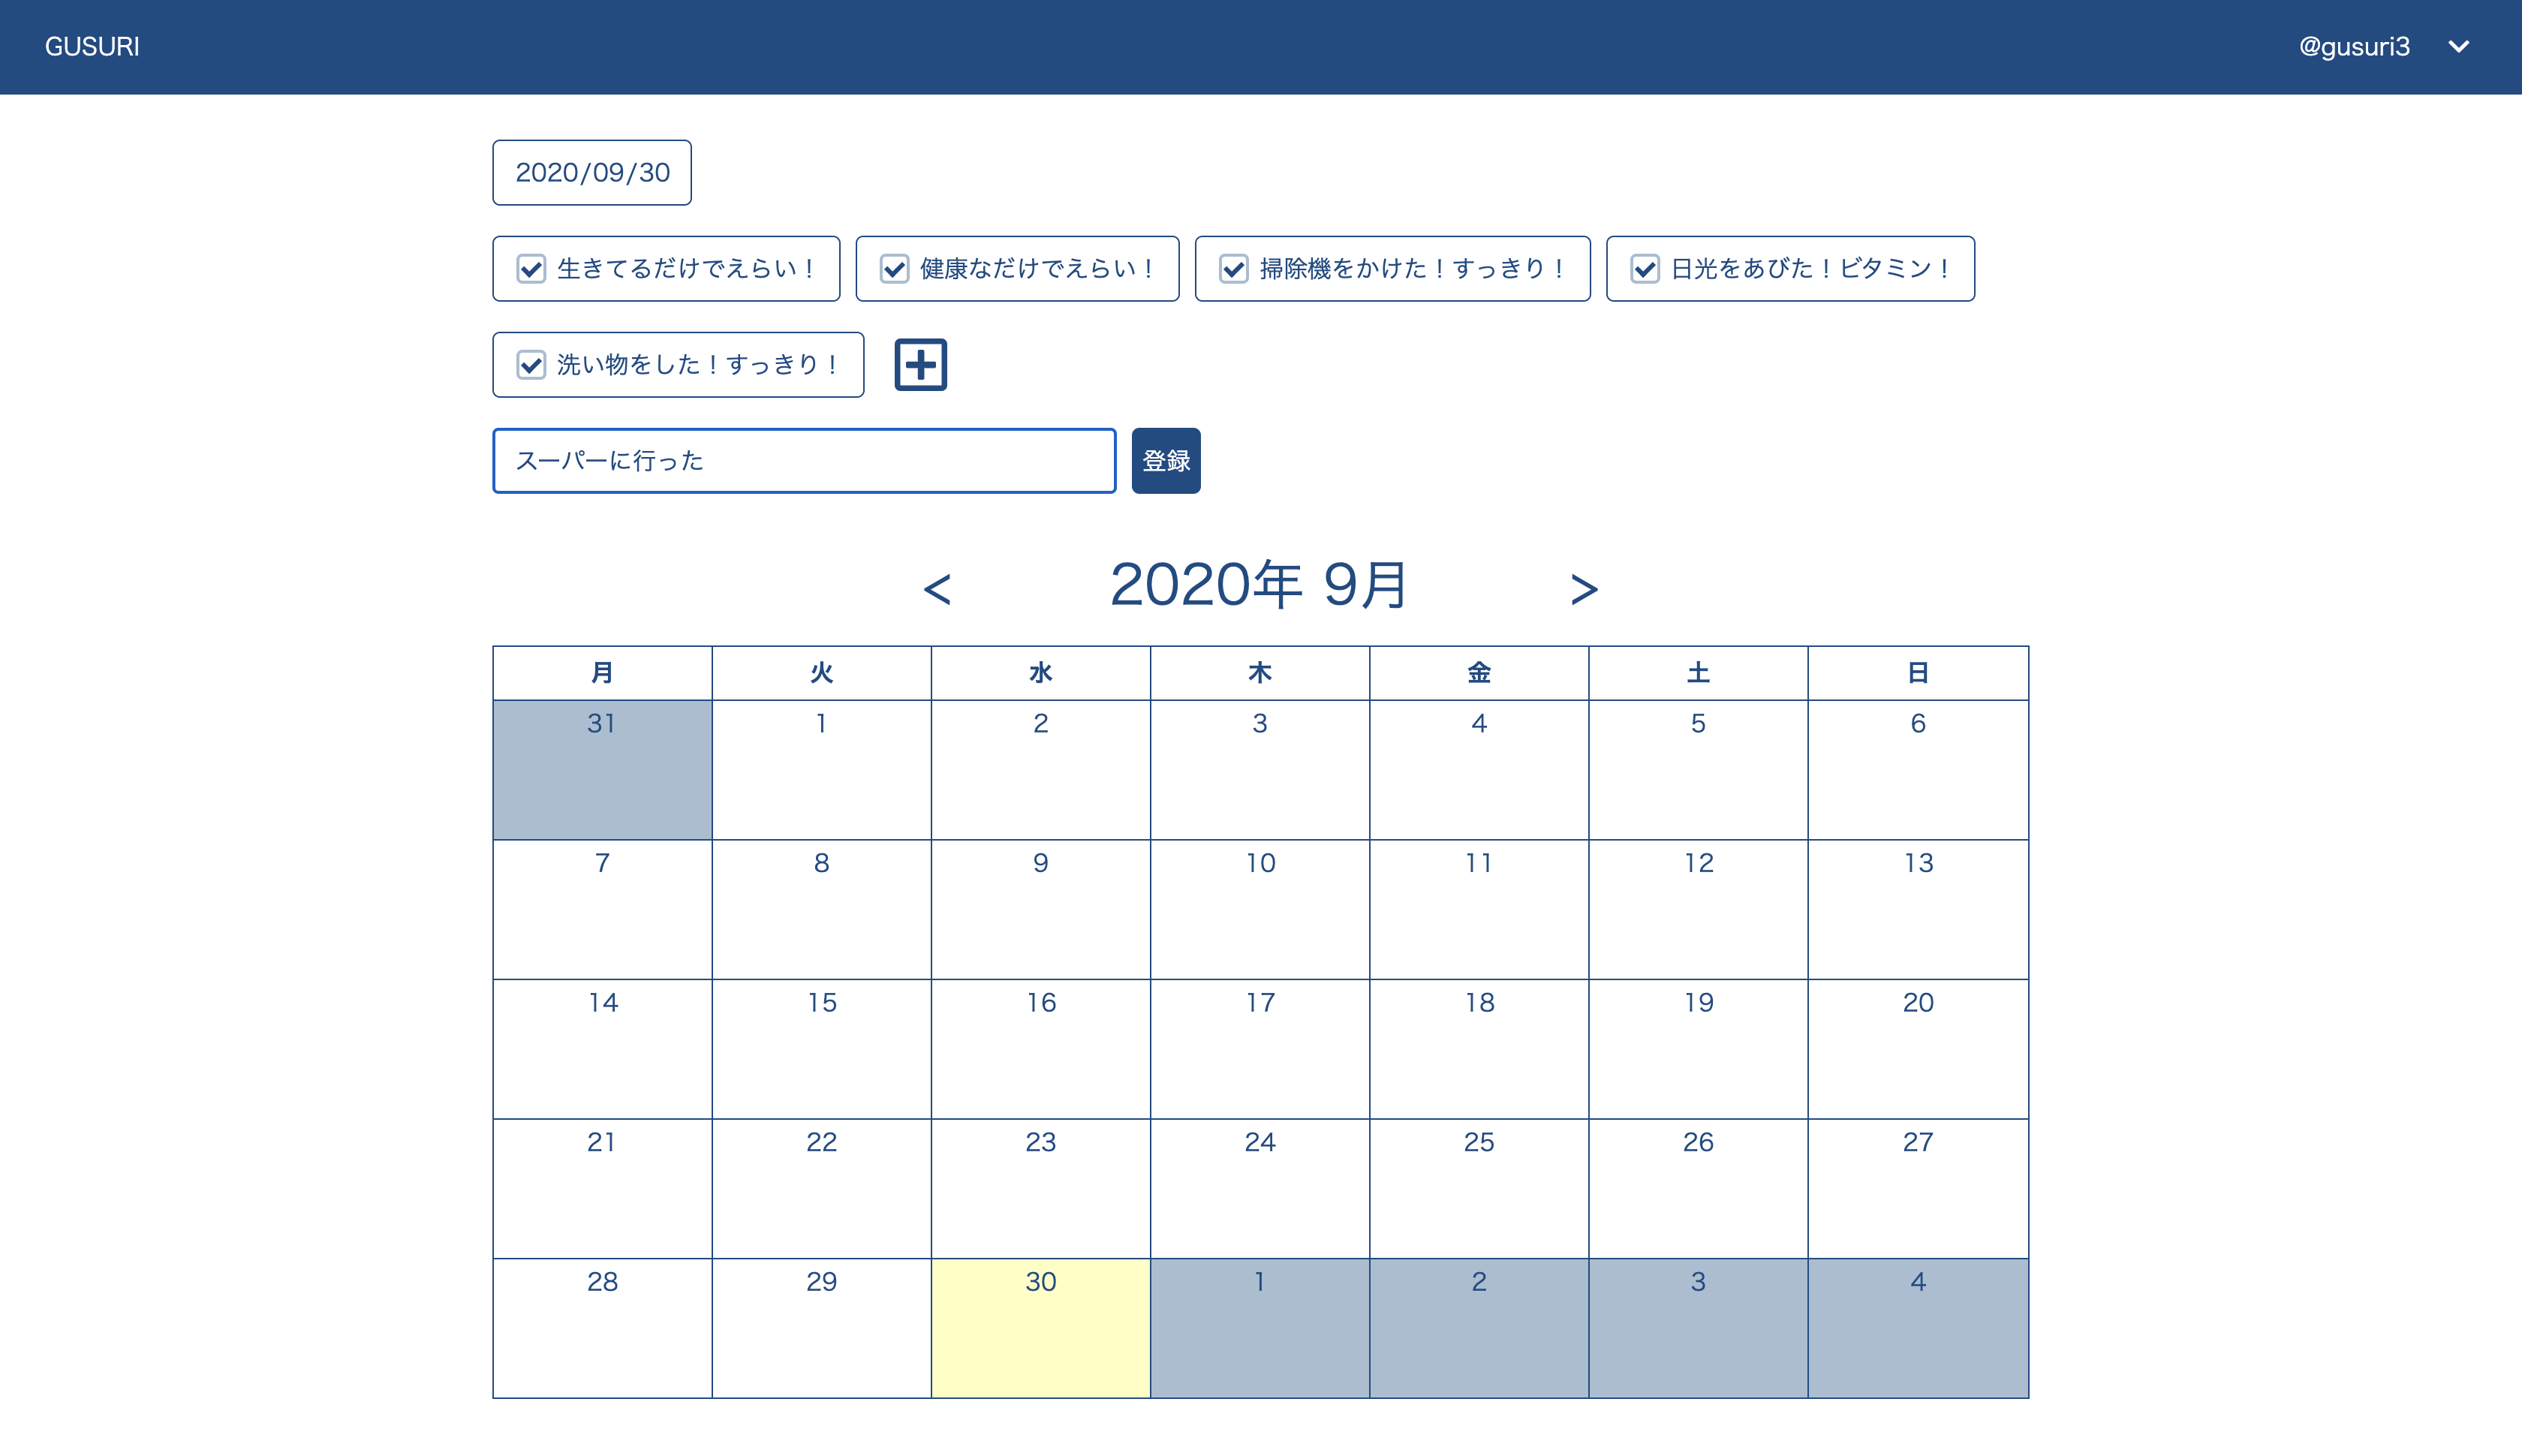 GUSURI @gusuri3
2020/09/30
生きてるだけでえらい！ 健康なだけでえらい！ 掃除機をかけた！すっきり！ 日光をあびた！ビタミン！
洗い物をした！すっきり！
スーパーに行った 登録
< 2020年 9月 >
月 火 水 木 金 土 日
31 1 2 3 4 5 6
7 8 9 10 11 12 13
14 15 16 17 18 19 20
21 22 23 24 25 26 27
28 29 30 1 2 3 4